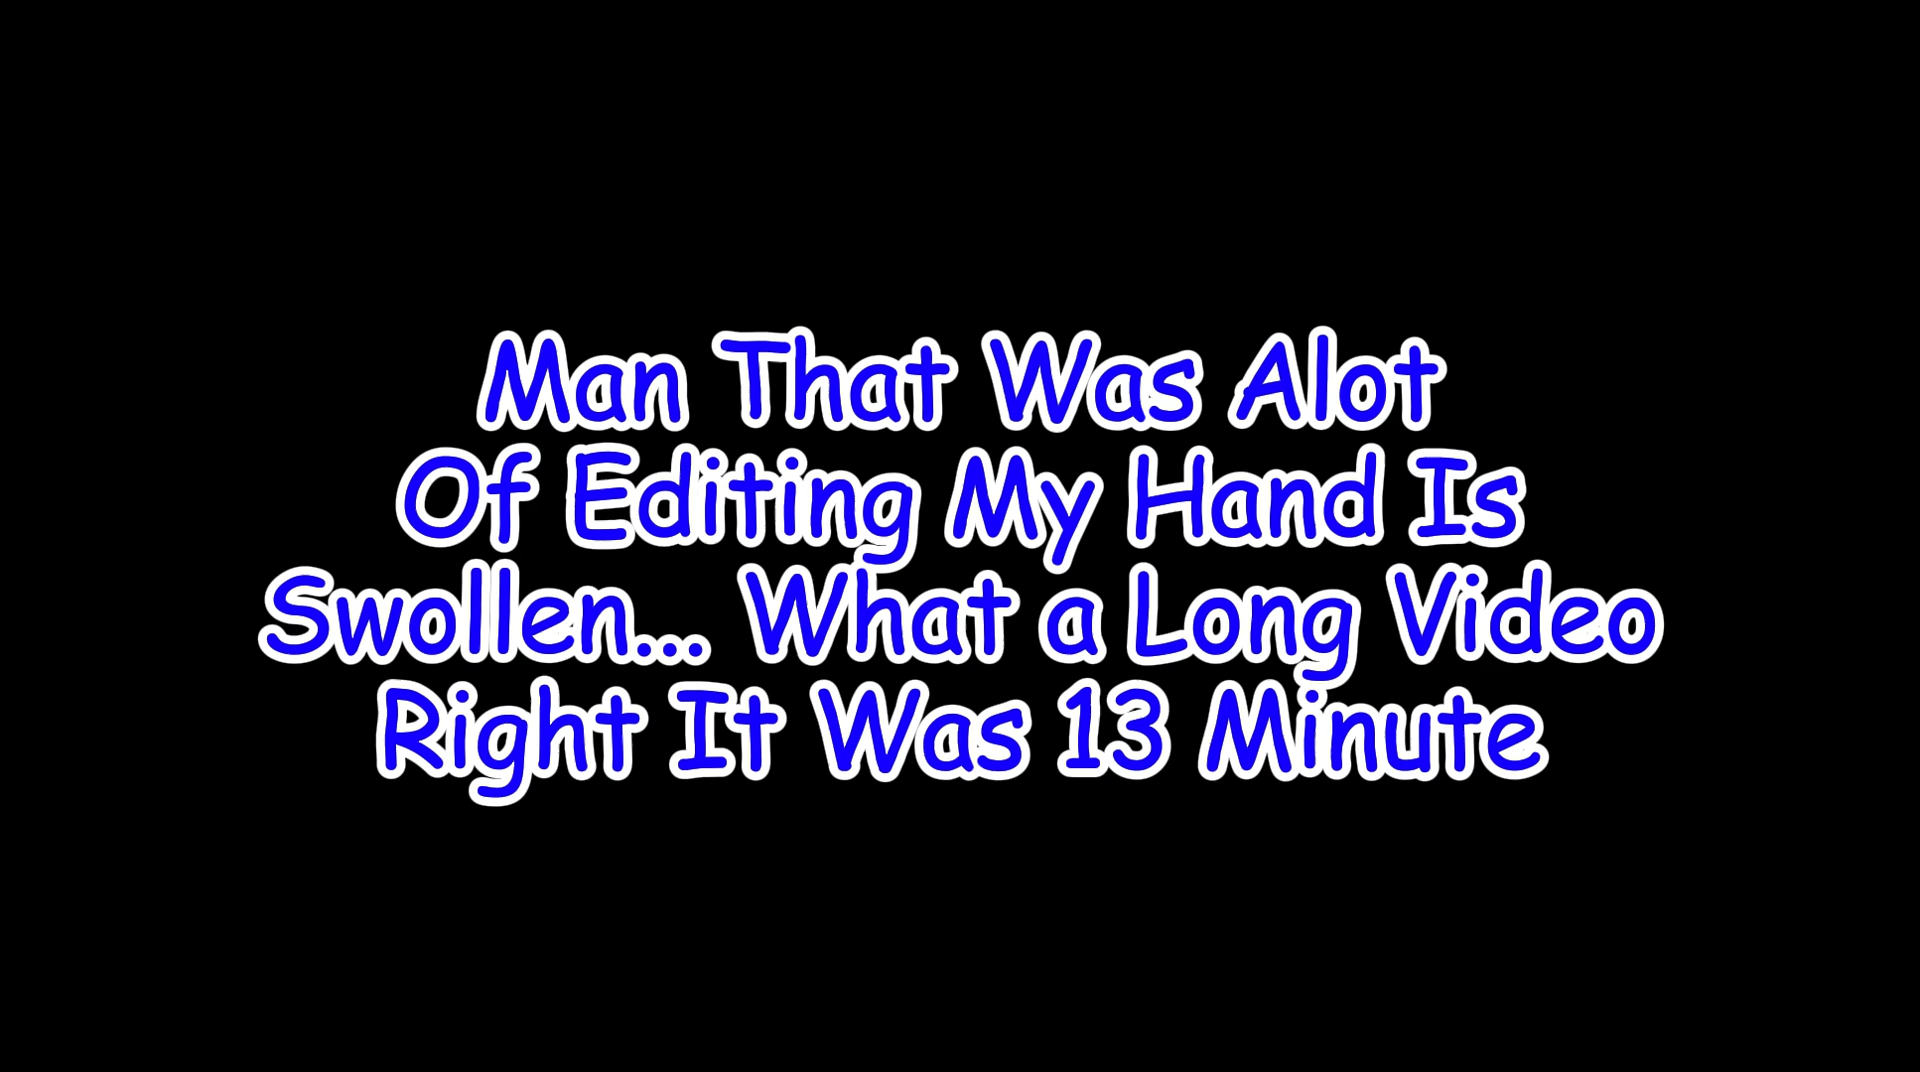 Man That Was Alot
Of Editing My Hand Is
Swollen... What a Long Video
Right It Was 13 Minute